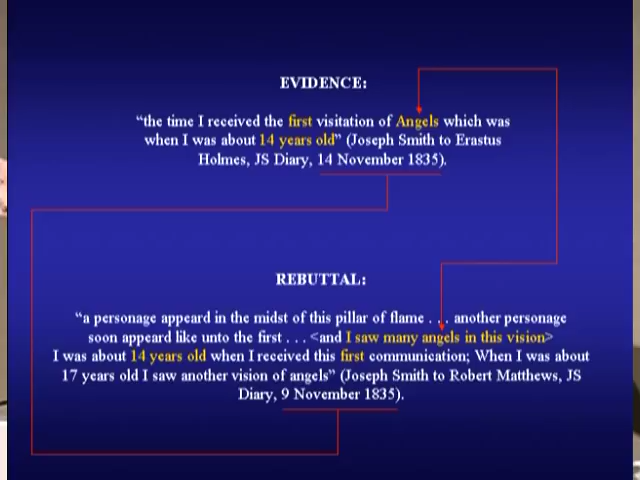 EVIDENCE:
“the time I received the first visitation of Angels which was
when I was about 14 years old” (Joseph Smith to Erastus
Holmes, JS Diary, 14 November 1835).
REBUTTAL:
“a personage appeard in the midst of this pillar of flame . . . another personage
soon appeard like unto the first . . . <and I saw many angels in this vision>
I was about 14 years old when I received this first communication; When I was about
17 years old I saw another vision of angels” (Joseph Smith to Robert Matthews, JS
Diary, 9 November 1835).